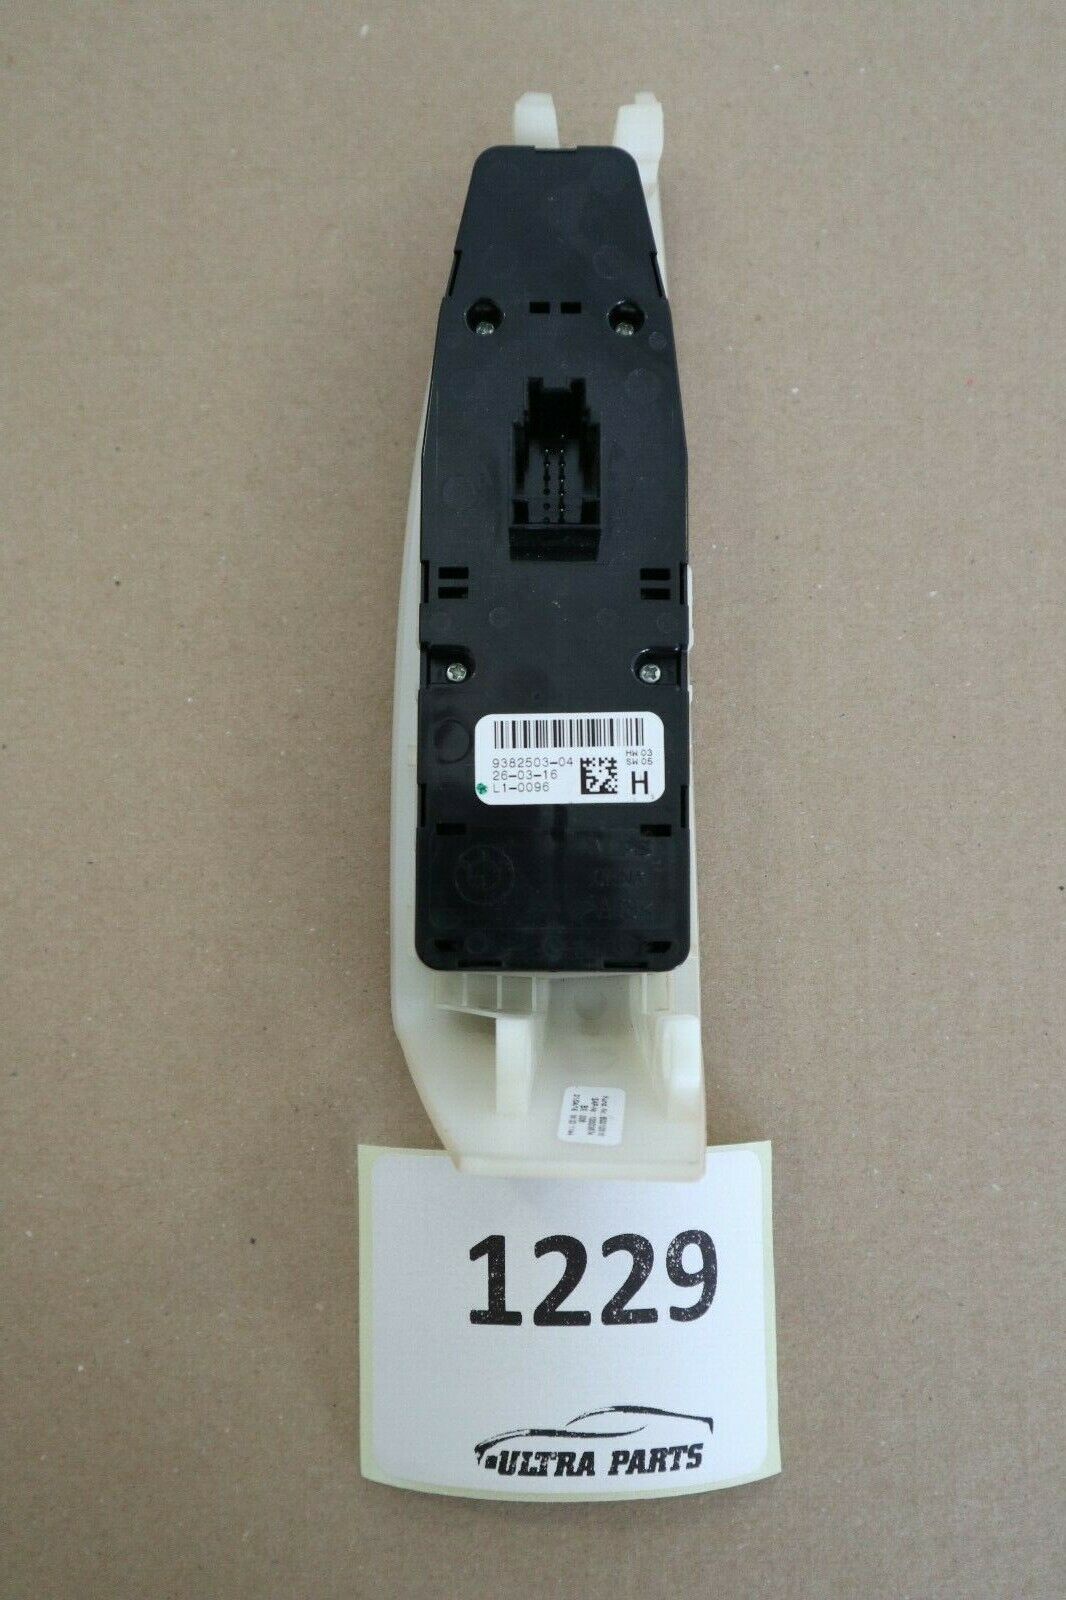 9382503-04
26-03-16
L1-0096
HW 03
SW 05
H
1229
ULTRA PARTS